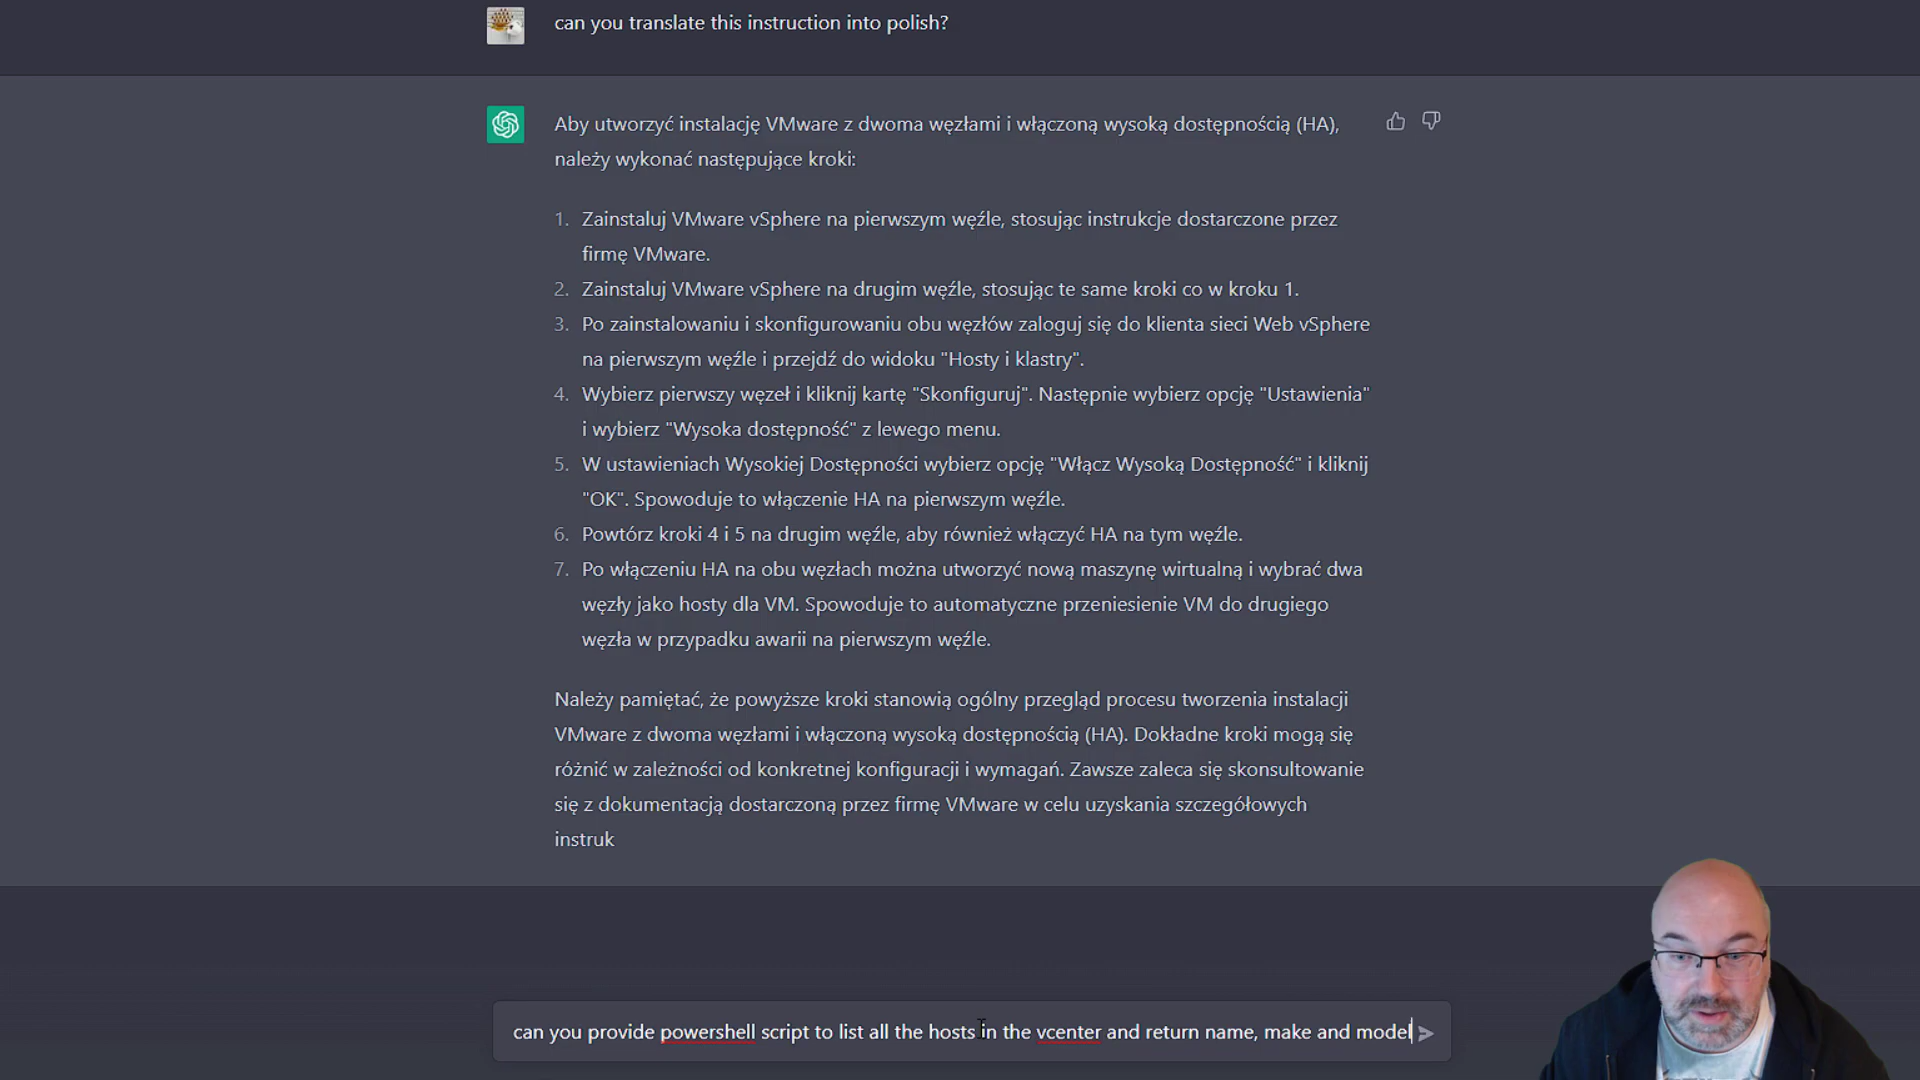 can you translate this instruction into polish?
Aby utworzyć instalację VMware z dwoma węzłami i włączoną wysoką dostępnością (HA),
należy wykonać następujące kroki:
1. Zainstaluj VMware vSphere na pierwszym węźle, stosując instrukcje dostarczone przez
firmę VMware.
2. Zainstaluj VMware vSphere na drugim węźle, stosując te same kroki co w kroku 1.
3. Po zainstalowaniu i skonfigurowaniu obu węzłów zaloguj się do klienta sieci Web vSphere
na pierwszym węźle i przejdź do widoku "Hosty i klastry".
4. Wybierz pierwszy węzeł i kliknij kartę "Skonfiguruj". Następnie wybierz opcję "Ustawienia"
i wybierz "Wysoka dostępność" z lewego menu.
5. W ustawieniach Wysokiej Dostępności wybierz opcję "Włącz Wysoką Dostępność" i kliknij
"OK". Spowoduje to włączenie HA na pierwszym węźle.
6. Powtórz kroki 4 i 5 na drugim węźle, aby również włączyć HA na tym węźle.
7. Po włączeniu HA na obu węzłach można utworzyć nową maszynę wirtualną i wybrać dwa
węzły jako hosty dla VM. Spowoduje to automatyczne przeniesienie VM do drugiego
węzła w przypadku awarii na pierwszym węźle.
Należy pamiętać, że powyższe kroki stanowią ogólny przegląd procesu tworzenia instalacji
VMware z dwoma węzłami i włączoną wysoką dostępnością (HA). Dokładne kroki mogą się
różnić w zależności od konkretnej konfiguracji i wymagań. Zawsze zaleca się skonsultowanie
się z dokumentacją dostarczoną przez firmę VMware w celu uzyskania szczegółowych
instruk
can you provide powershell script to list all the hosts in the vcenter and return name, make and model